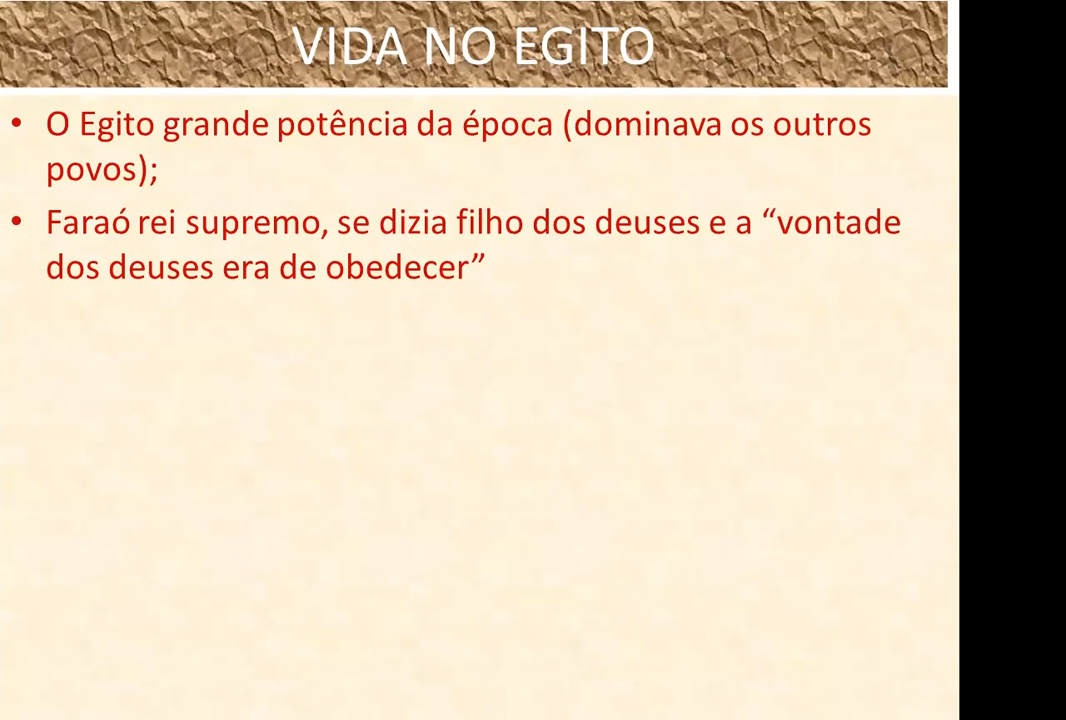 VIDA NO EGITO
• O Egito grande potência da época (dominava os outros
povos);
• Faraó rei supremo, se dizia filho dos deuses e a “vontade
dos deuses era de obedecer”